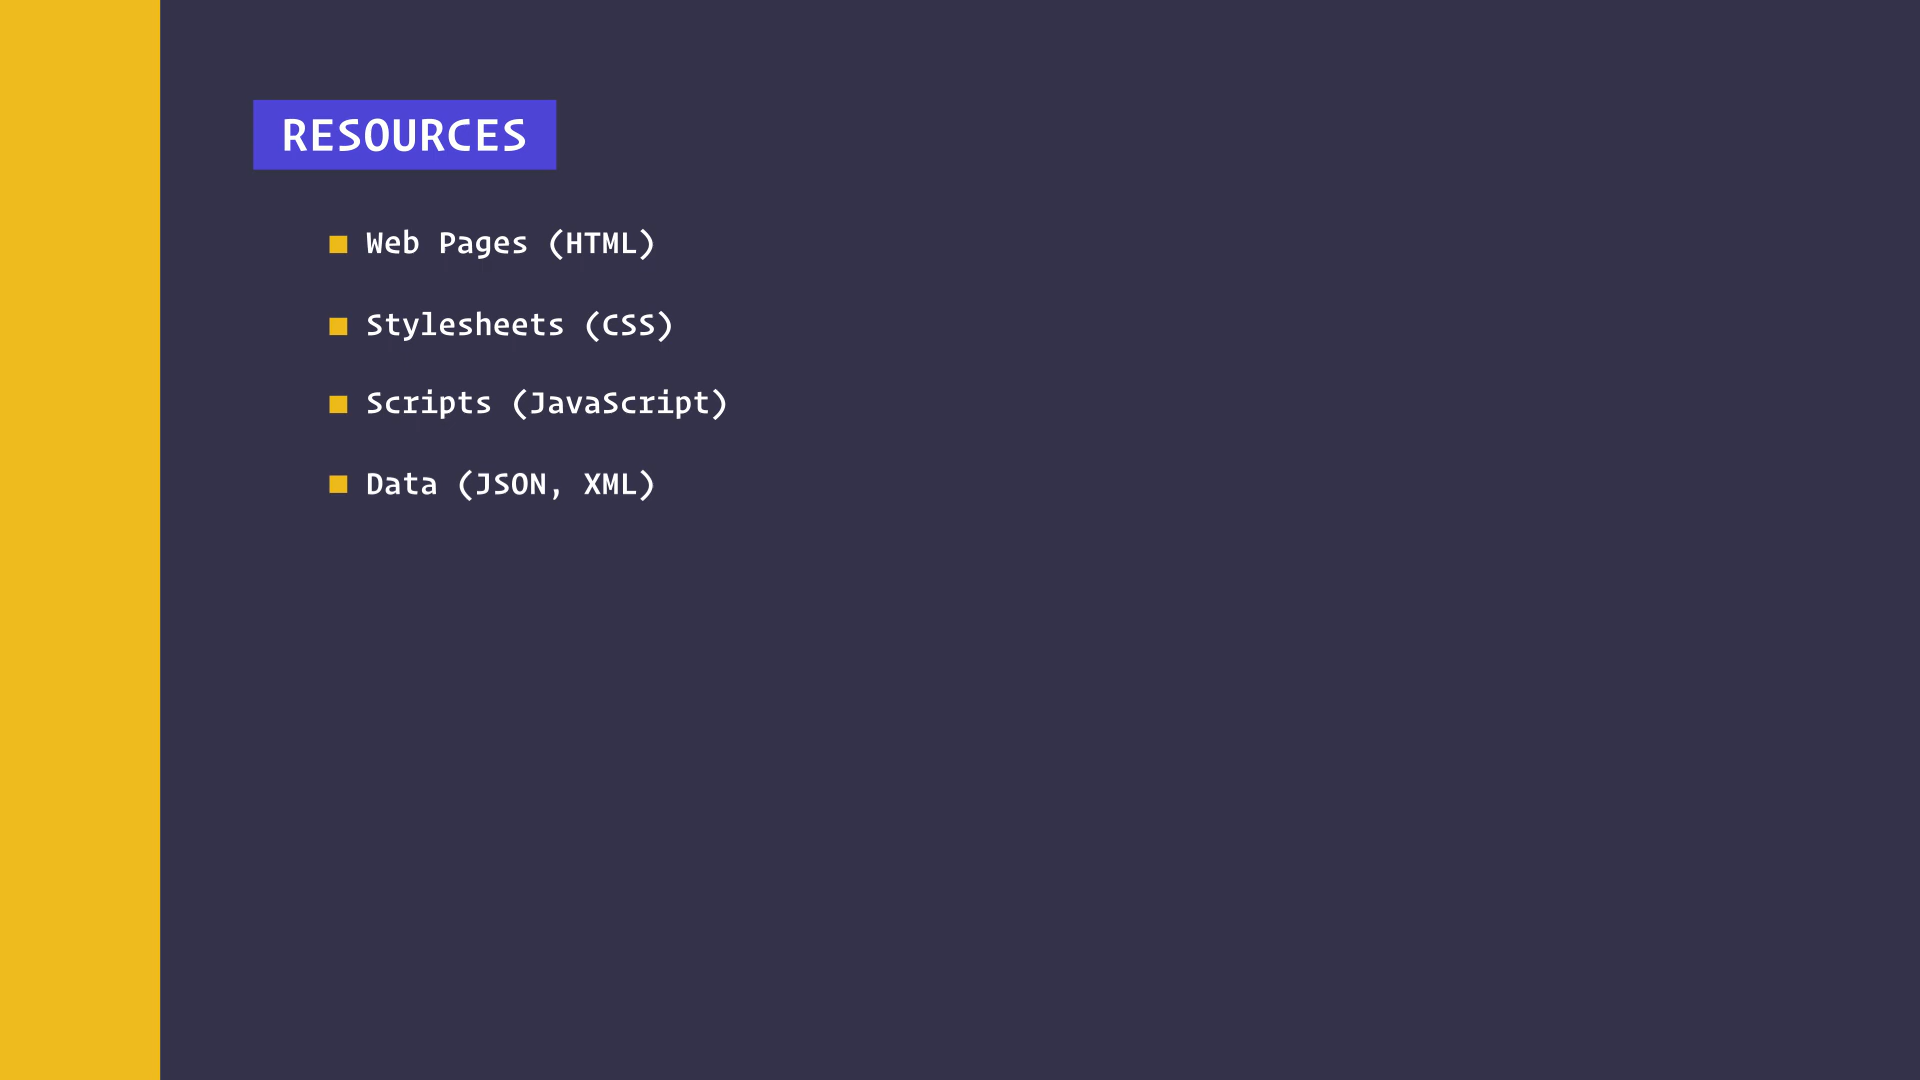 RESOURCES
Web Pages (HTML)
Stylesheets (CSS)
Scripts (JavaScript)
Data (JSON, XML)